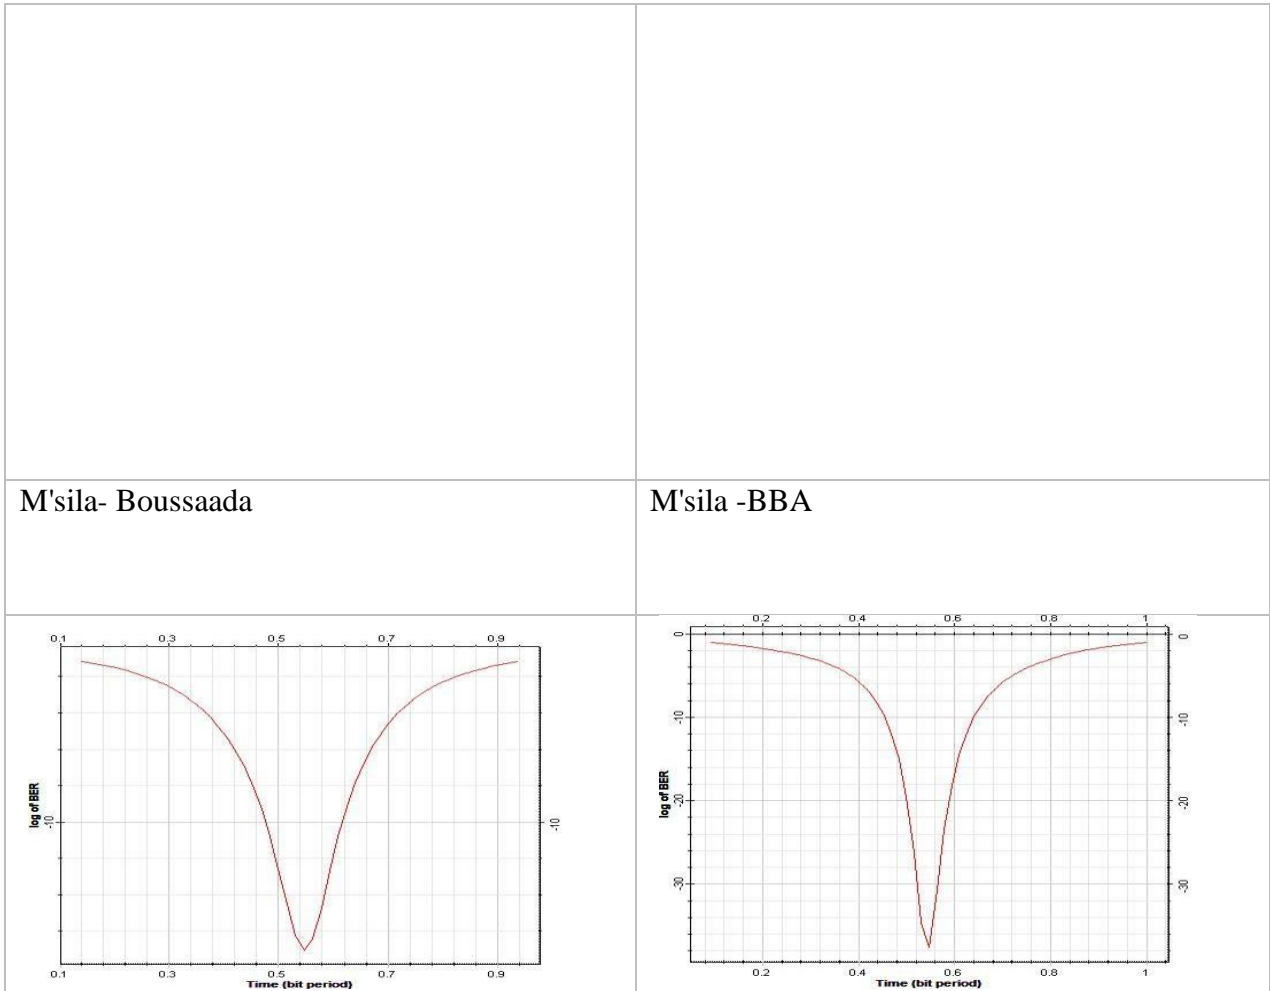 M'sila- Boussaada
M'sila -BBA
0.1 0.3 0.5 0.7 0.9
log of BER
-10
-10
0.1 0.3 0.5 0.7 0.9
Time (bit period)
0.2 0.4 0.6 0.8 1
0 0
-10 -10
log of BER
-20 -20
-30 -30
0.2 0.4 0.6 0.8 1
Time (bit period)